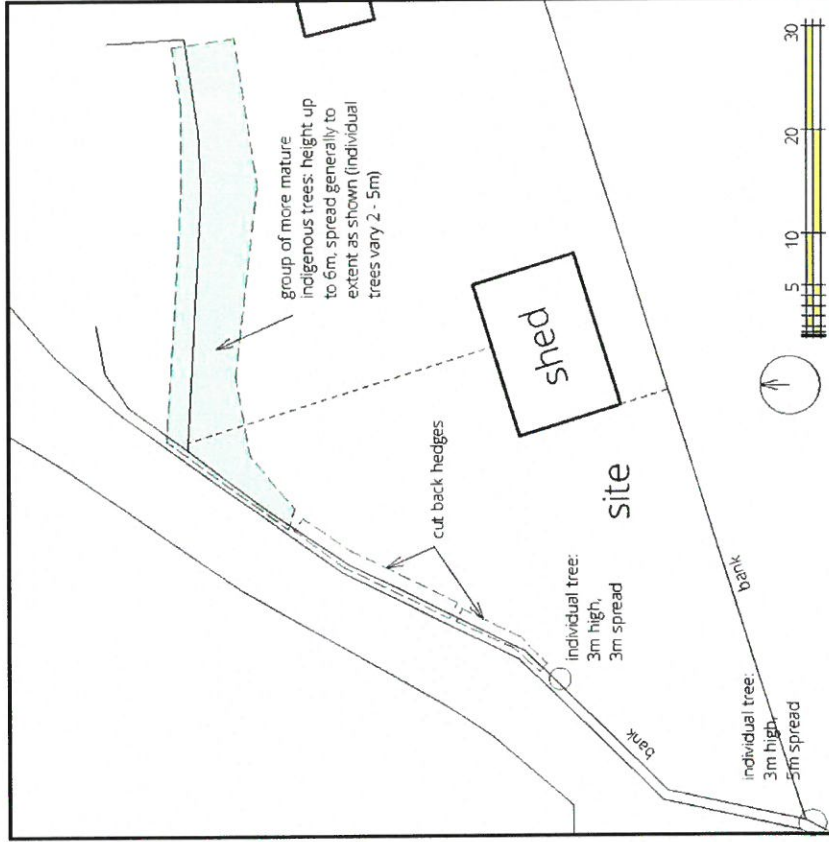 group of more mature
indigenous trees: height up
to 6m, spread generally to
extent as shown (individual
trees vary 2 - 5m)
shed
cut back hedges
site
individual tree:
3m high,
3m spread
bank
bank
individual tree:
3m high,
5m spread
5
10
20
30